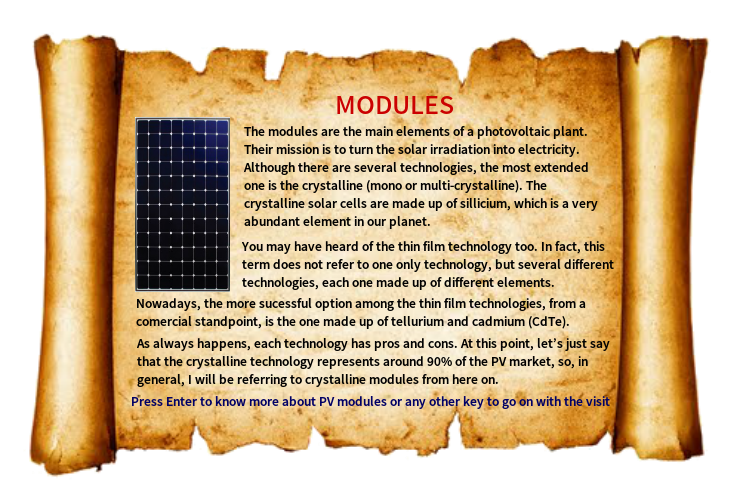 MODULES
The modules are the main elements of a photovoltaic plant.
Their mission is to turn the solar irradiation into electricity.
Although there are several technologies, the most extended
one is the crystalline (mono or multi-crystalline). The
crystalline solar cells are made up of sillicium, which is a very
abundant element in our planet.
You may have heard of the thin film technology too. In fact, this
term does not refer to one only technology, but several different
technologies, each one made up of different elements.
Nowadays, the more sucessful option among the thin film technologies, from a
comercial standpoint, is the one made up of tellurium and cadmium (CdTe).
As always happens, each technology has pros and cons. At this point, let's just say
that the crystalline technology represents around 90% of the PV market, so, in
general, I will be referring to crystalline modules from here on.
Press Enter to know more about PV modules or any other key to go on with the visit